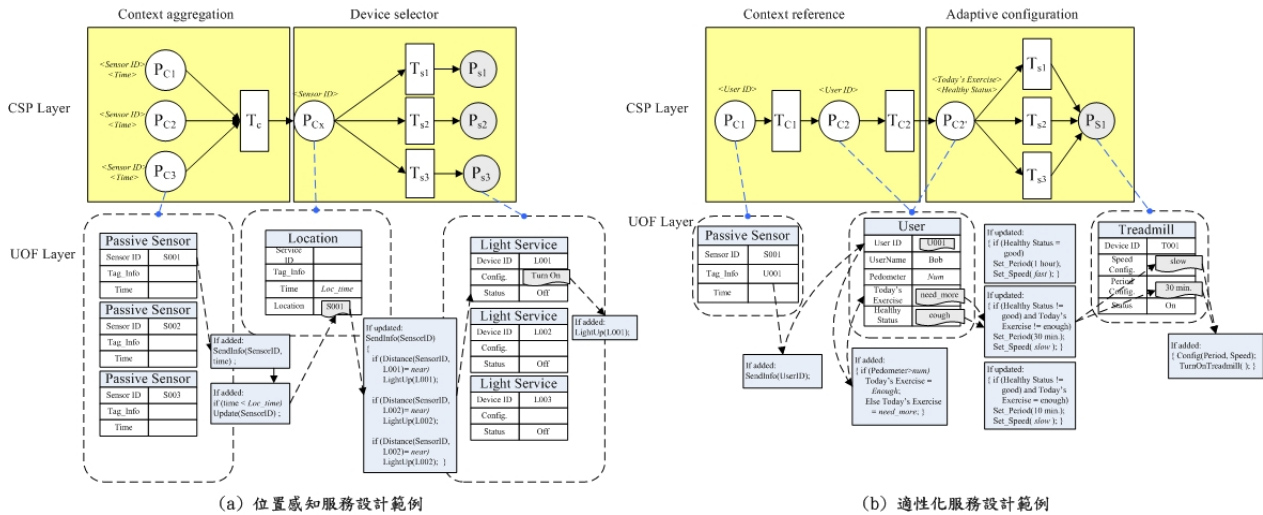 Context aggregation
Device selector
CSP Layer
<Sensor ID>
<Time>
P_C1
<Sensor ID>
<Time>
P_C2
<Sensor ID>
<Time>
P_C3
T_c
<Sensor ID>
P_Cx
T_s1
P_s1
T_s2
P_s2
T_s3
P_s3
UOF Layer
Passive Sensor
Sensor ID S001
Tag_Info
Time
Passive Sensor
Sensor ID S002
Tag_Info
Time
Passive Sensor
Sensor ID S003
Tag_Info
Time
If added:
SendInfo(SensorID,
time) ;
If added:
if (time < Loc_time)
Update(SensorID) ;
Location
Service
ID
Tag_Info
Time Loc_time
Location S001
If updated:
SendInfo(SensorID)
{
if (Distance(SensorID,
L001)= near)
LightUp(L001);
if (Distance(SensorID,
L002)= near)
LightUp(L002);
if (Distance(SensorID,
L002)= near)
LightUp(L002); }
Light Service
Device ID L001
Config. Turn On
Status Off
Light Service
Device ID L002
Config.
Status Off
Light Service
Device ID L003
Config.
Status Off
If added:
LightUp(L001);
(a) 位置感知服務設計範例
Context reference
Adaptive configuration
CSP Layer
<User ID>
P_C1
T_C1
<User ID>
P_C2
T_C2
<Today's Exercise>
<Healthy Status>
P_C2'
T_s1
T_s2
T_s3
P_S1
UOF Layer
Passive Sensor
Sensor ID S001
Tag_Info U001
Time
If added:
SendInfo(UserID);
User
User ID U001
UserName Bob
Pedometer Num
Today's
Exercise need_more
Healthy
Status cough
If added:
{ if (Pedometer>num)
Today's Exercise =
Enough;
Else Today's Exercise
= need_more; }
If updated:
{ if (Healthy Status =
good)
Set_Period(1 hour);
Set_Speed( fast ); }
If updated:
{ if (Healthy Status !=
good) and Today's
Exercise != enough)
Set_Period(30 min);
Set_Speed( slow ); }
If updated:
{ if (Healthy Status !=
good) and Today's
Exercise = enough)
Set_Period(10 min.);
Set_Speed( slow ); }
Treadmill
Device ID T001
Speed
Config. slow
Period
Config. 30 min.
Status On
If added:
{ Config(Period, Speed);
TurnOnTreadmill( ); }
(b) 適性化服務設計範例